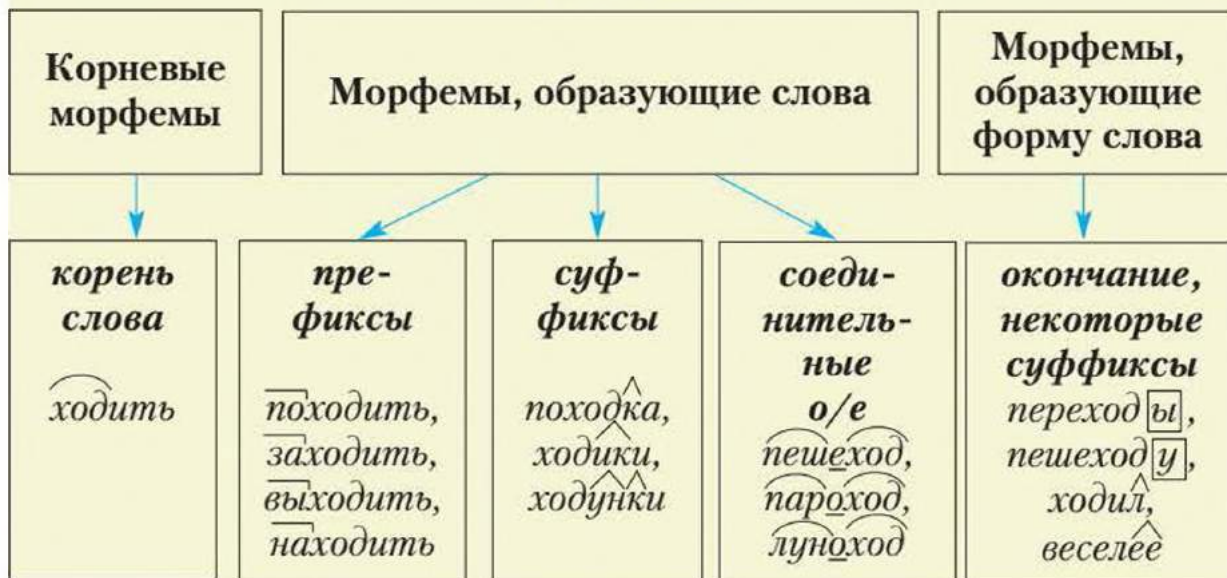 Корневые
морфемы
Морфемы, образующие слова
Морфемы,
образующие
форму слова
корень
слова
ходить
пре-
фиксы
походить,
заходить,
выходить,
находить
суф-
фиксы
походка,
ходики,
ходунки
соеди-
нитель-
ные
о/е
пешеход,
пароход,
луноход
окончание,
некоторые
суффиксы
переходы,
пешеходу,
ходил,
веселее